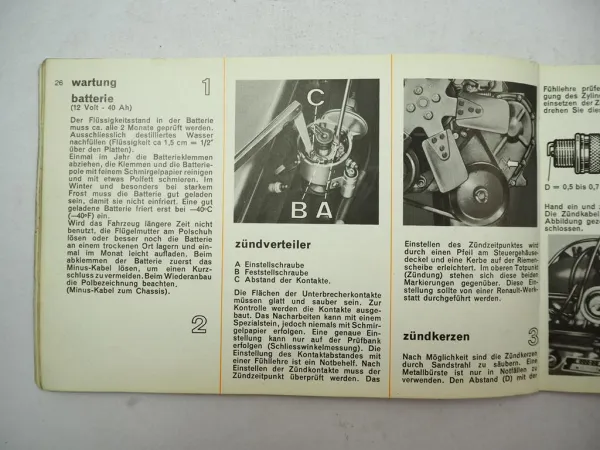 26 wartung
1
batterie
(12 Volt - 40 Ah)
Der Flüssigkeitsstand in der Batterie
muss ca. alle 2 Monate geprüft werden.
Ausschliesslich destilliertes Wasser
nachfüllen (Flüssigkeit ca 1,5 cm = 1/2"
über den Platten).
Einmal im Jahr die Batterieklemmen
abziehen, die Klemmen und die Batterie-
pole mit feinem Schmirgelpapier reinigen
und mit etwas Polfett schmieren. Im
Winter und besonders bei starkem
Frost muss die Batterie gut geladen
sein, damit sie nicht einfriert. Eine gut
geladene Batterie friert erst bei —40°C
(—40°F) ein.
Wird das Fahrzeug längere Zeit nicht
benutzt, die Flügelmutter am Polschuh
lösen oder besser noch die Batterie
an einem trockenen Ort lagern und ein-
mal im Monat leicht aufladen. Beim
abklemmen der Batterie zuerst das
Minus-Kabel lösen, um einen Kurz-
schluss zu verhindern. Beim Wiederanbau
die Polbezeichnung beachten.
(Minus-Kabel zum Chassis).
2
C
B A
zündverteiler
A Einstellschraube
B Feststellschraube
C Abstand der Kontakte.
Die Flächen der Unterbrecherkontakte
müssen glatt und sauber sein. Zur
Kontrolle werden die Kontakte ausge-
baut. Das Nacharbeiten kann mit einem
Spezialstein, jedoch niemals mit Schmir-
gelpapier erfolgen. Eine genaue Ein-
stellung kann nur auf der Prüfbank
erfolgen (Schliesswinkelmessung). Die
Einstellung des Kontaktabstandes mit
einer Fühllehre ist ein Notbehelf. Nach
Einstellen der Zündkontakte muss der
Zündzeitpunkt überprüft werden. Das
Einstellen des Zündzeitpunktes wird
durch einen Pfeil am Steuergehäuse-
deckel und eine Kerbe auf der Riemen-
scheibe erleichtert. Im oberen Totpunkt
(Zündung) stehen sich diese beiden
Markierungen gegenüber. Diese Ein-
stellung sollte von einer Renault-Werk-
statt durchgeführt werden.
3
zündkerzen
Nach Möglichkeit sind die Zündkerzen
durch Sandstrahl zu säubern. Eine
Metallbürste ist nur in Notfällen zu
verwenden. Den Abstand (D) mit der
Fühllehre prüfe
gung des Zylin
einsetzen der Z
drehen Sie die
D = 0,5 bis 0,7
Hand ein und z
Die Zündkabel
Abbildung gezei
schlossen.